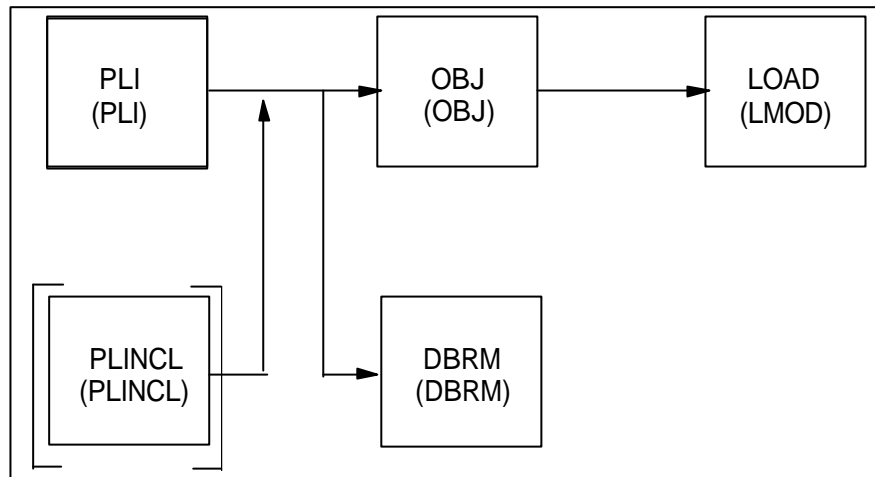 PLI
(PLI)
OBJ
(OBJ)
LOAD
(LMOD)
PLINCL
(PLINCL)
DBRM
(DBRM)